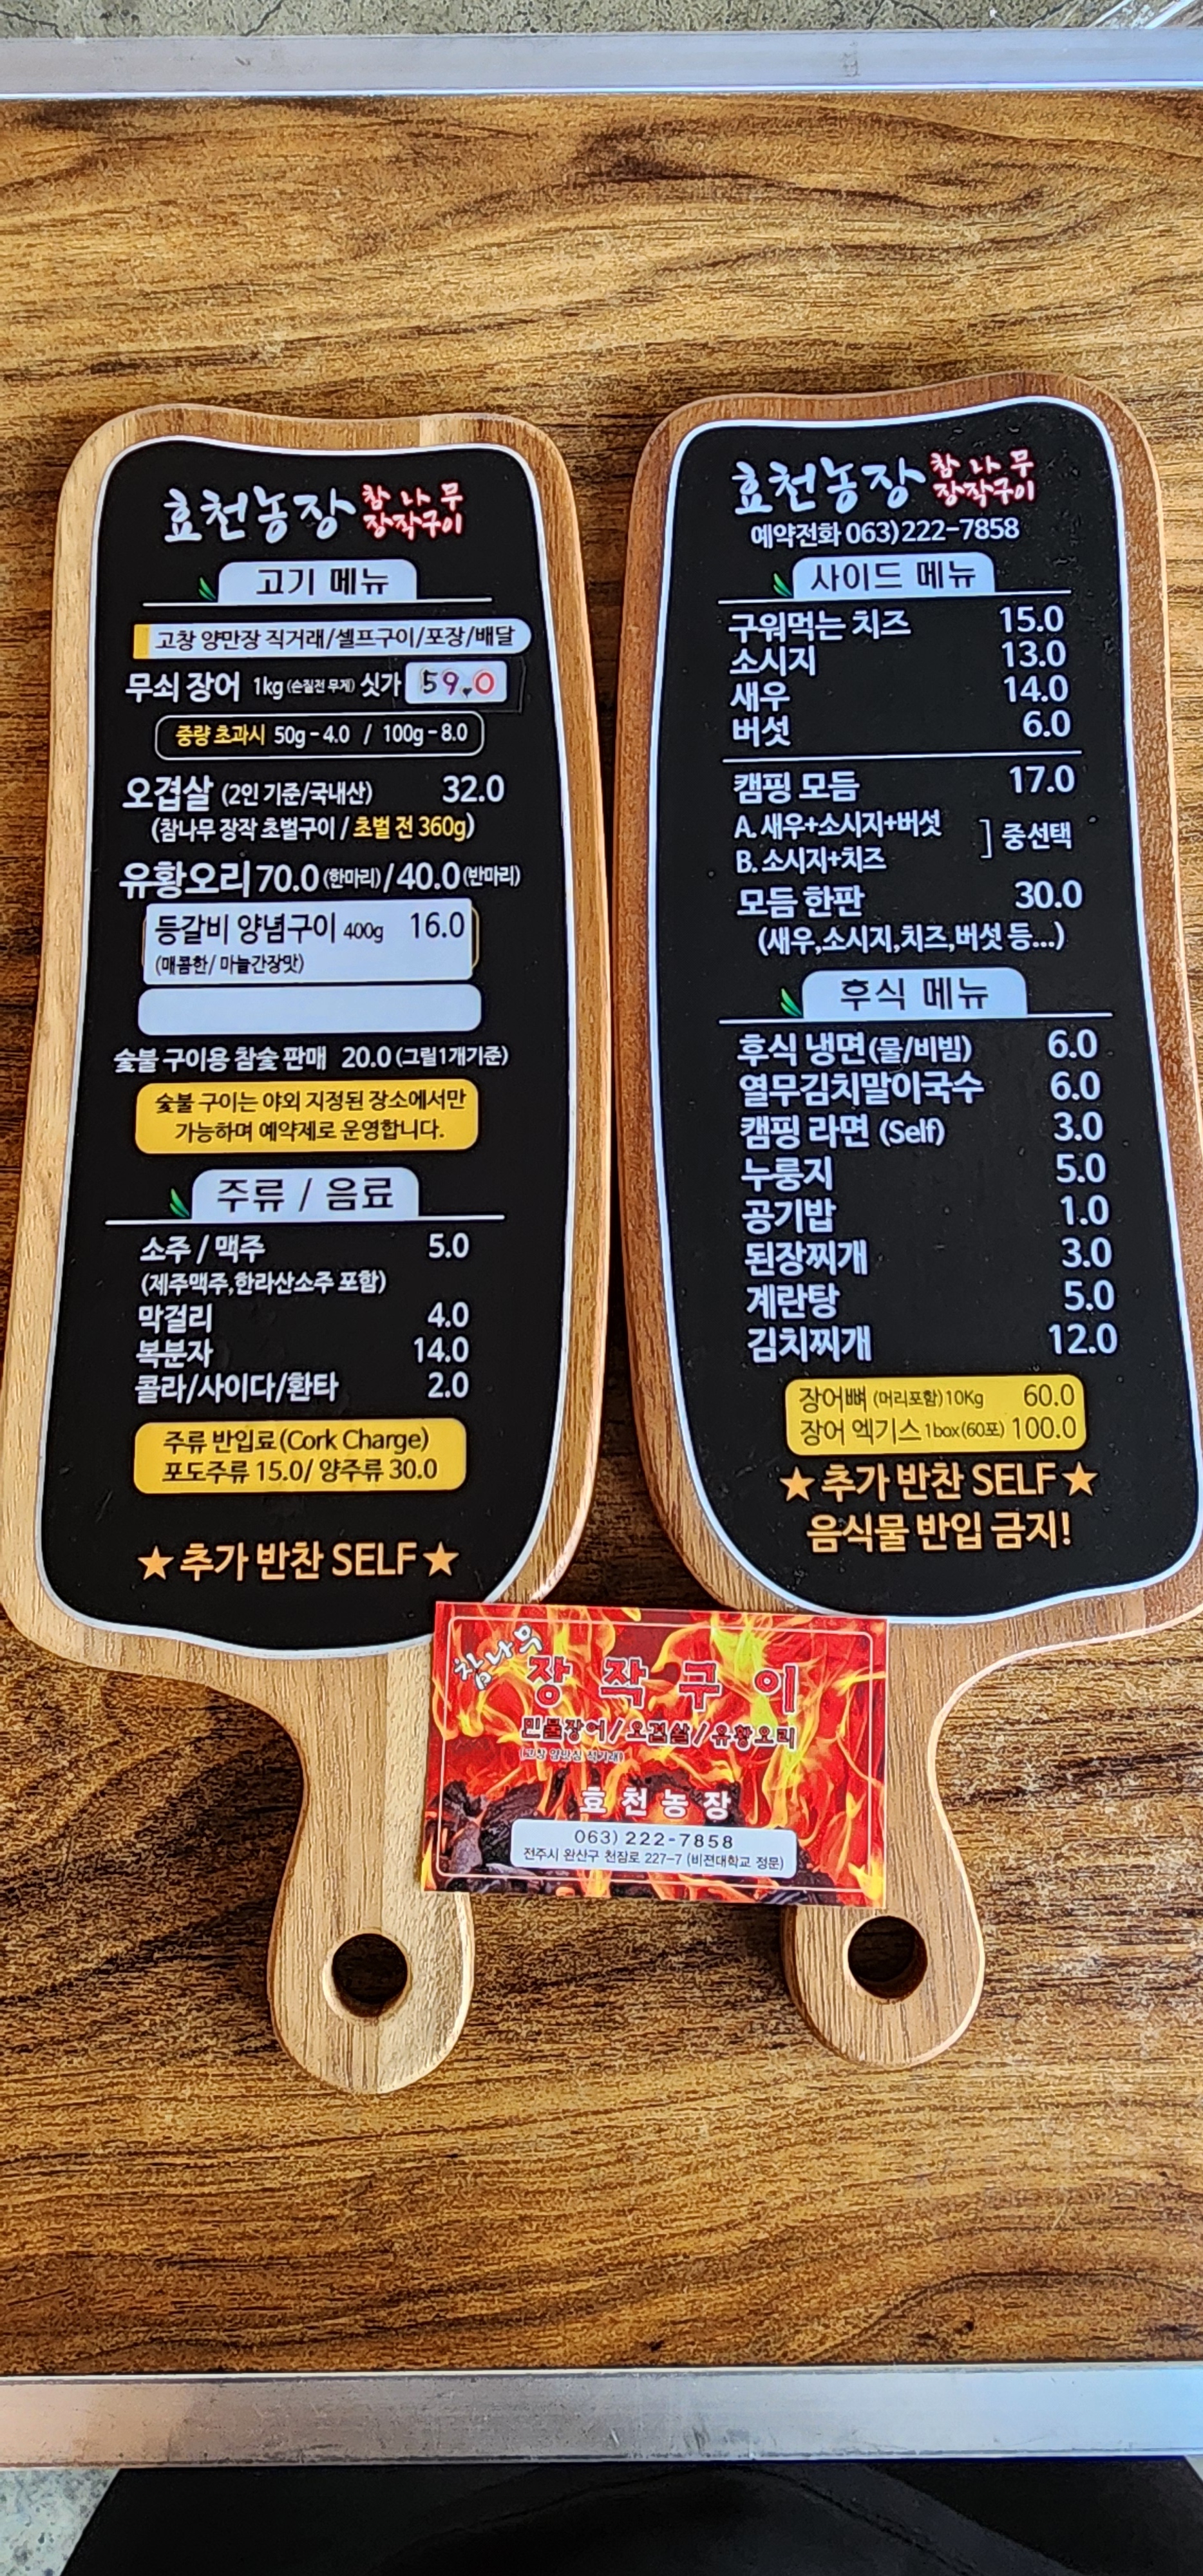 효천농장 참나무
장작구이
고기 메뉴
고창 양만장 직거래/셀프구이/포장/배달
무쇠 장어 1kg (손질전 무게) 싯가 59.0
중량 초과시 50g - 4.0 / 100g - 8.0
오겹살 (2인 기준/국내산) 32.0
(참나무 장작 초벌구이 / 초벌 전 360g)
유황오리 70.0 (한마리) / 40.0 (반마리)
등갈비 양념구이 400g 16.0
(매콤한/ 마늘간장맛)
숯불 구이용 참숯 판매 20.0 (그릴1개기준)
숯불 구이는 야외 지정된 장소에서만
가능하며 예약제로 운영합니다.
주류 / 음료
소주 / 맥주 5.0
(제주맥주,한라산소주 포함)
막걸리 4.0
복분자 14.0
콜라/사이다/환타 2.0
주류 반입료 (Cork Charge)
포도주류 15.0/ 양주류 30.0
★ 추가 반찬 SELF ★
효천농장 참나무
장작구이
예약전화 063)222-7858
사이드 메뉴
구워먹는 치즈 15.0
소시지 13.0
새우 14.0
버섯 6.0
캠핑 모듬 17.0
A. 새우+소시지+버섯
B. 소시지+치즈 ] 중 선택
모듬 한판 30.0
(새우,소시지,치즈,버섯 등...)
후식 메뉴
후식 냉면(물/비빔) 6.0
열무김치말이국수 6.0
캠핑 라면 (Self) 3.0
누룽지 5.0
공기밥 1.0
된장찌개 3.0
계란탕 5.0
김치찌개 12.0
장어뼈 (머리포함) 10Kg 60.0
장어 엑기스 1box(60포) 100.0
★ 추가 반찬 SELF ★
음식물 반입 금지!
참나무
장작구이
민물장어/오겹살/유황오리
(고창 양만장 직거래)
효천농장
063) 222-7858
전주시 완산구 천잠로 227-7 (비전대학교 정문)